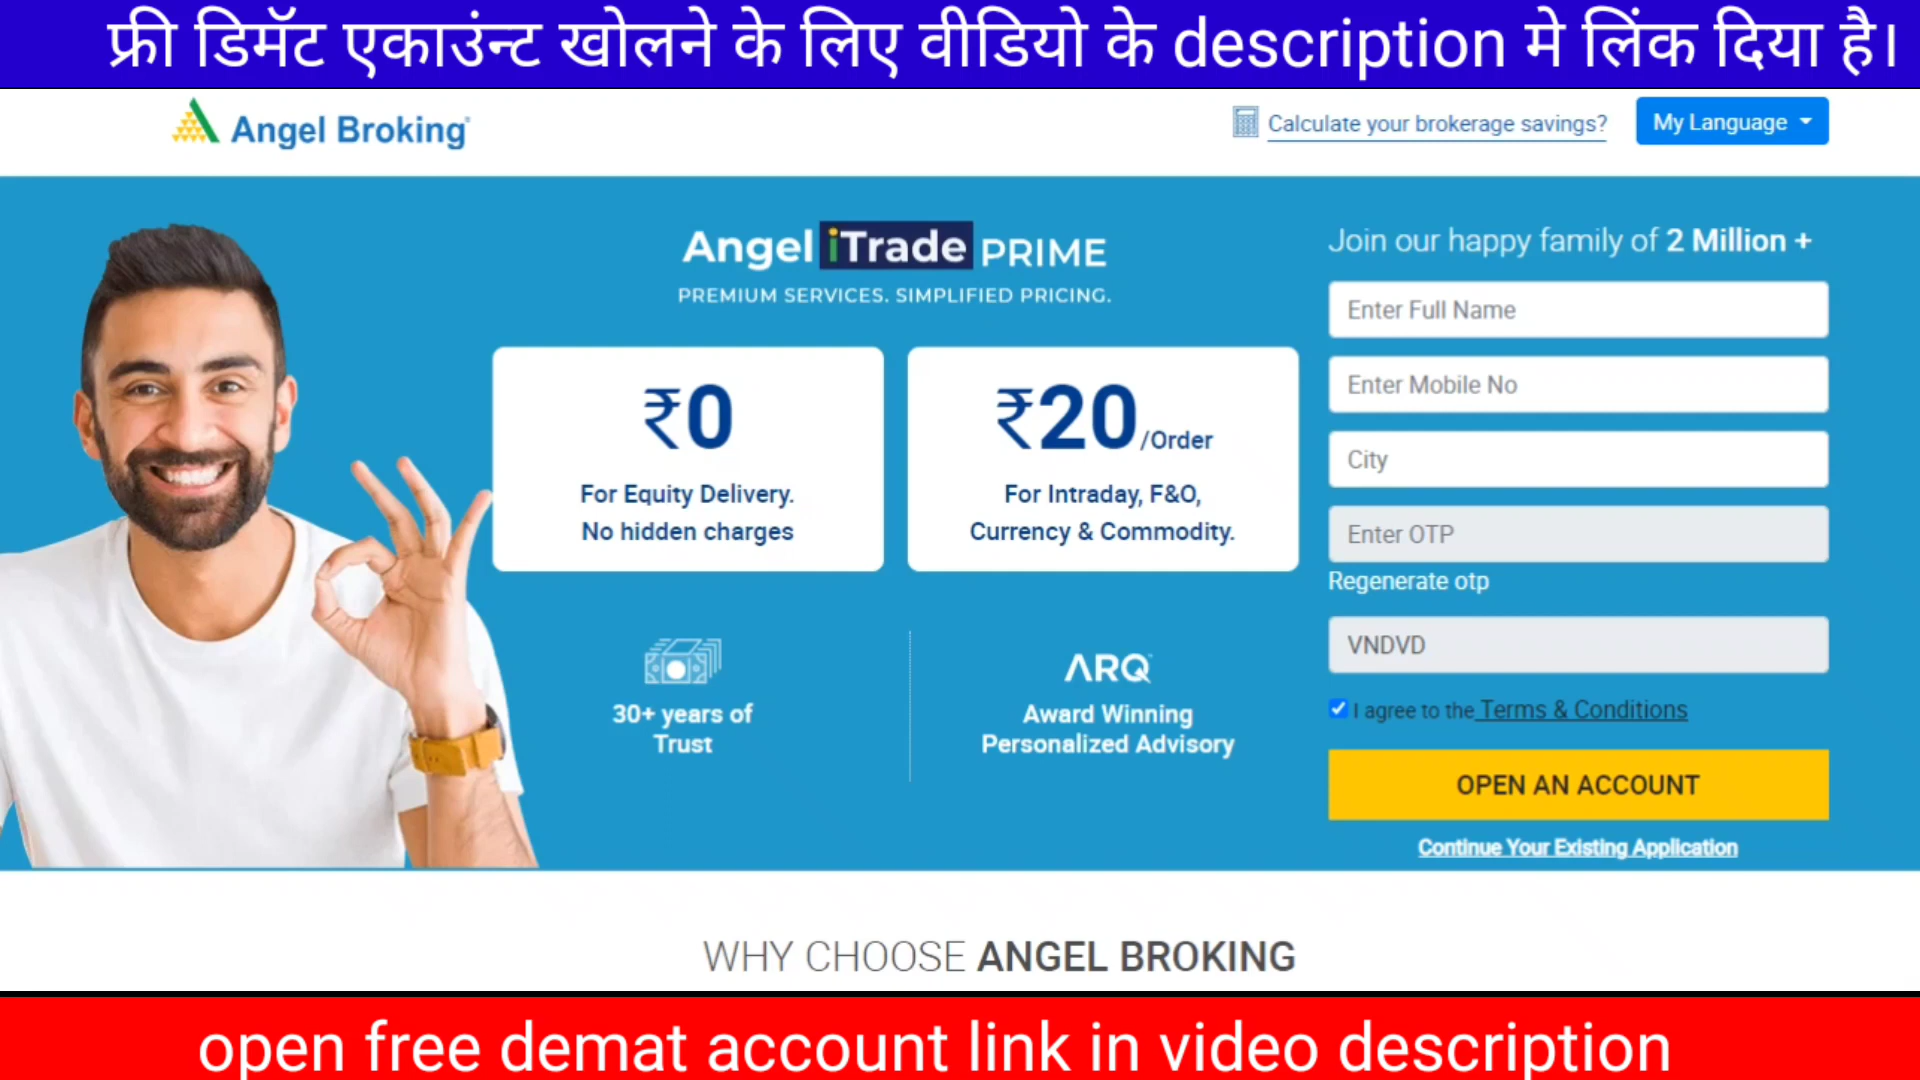 फ्री डिमॅट एकाउंन्ट खोलने के लिए वीडियो के description मे लिंक दिया है।
Angel Broking
Calculate your brokerage savings?
My Language
Angel iTrade PRIME
PREMIUM SERVICES. SIMPLIFIED PRICING.
₹0
For Equity Delivery.
No hidden charges
₹20/Order
For Intraday, F&O,
Currency & Commodity.
30+ years of
Trust
ARQ
Award Winning
Personalized Advisory
Join our happy family of 2 Million +
Enter Full Name
Enter Mobile No
City
Enter OTP
Regenerate otp
VNDVD
I agree to the Terms & Conditions
OPEN AN ACCOUNT
Continue Your Existing Application
WHY CHOOSE ANGEL BROKING
open free demat account link in video description